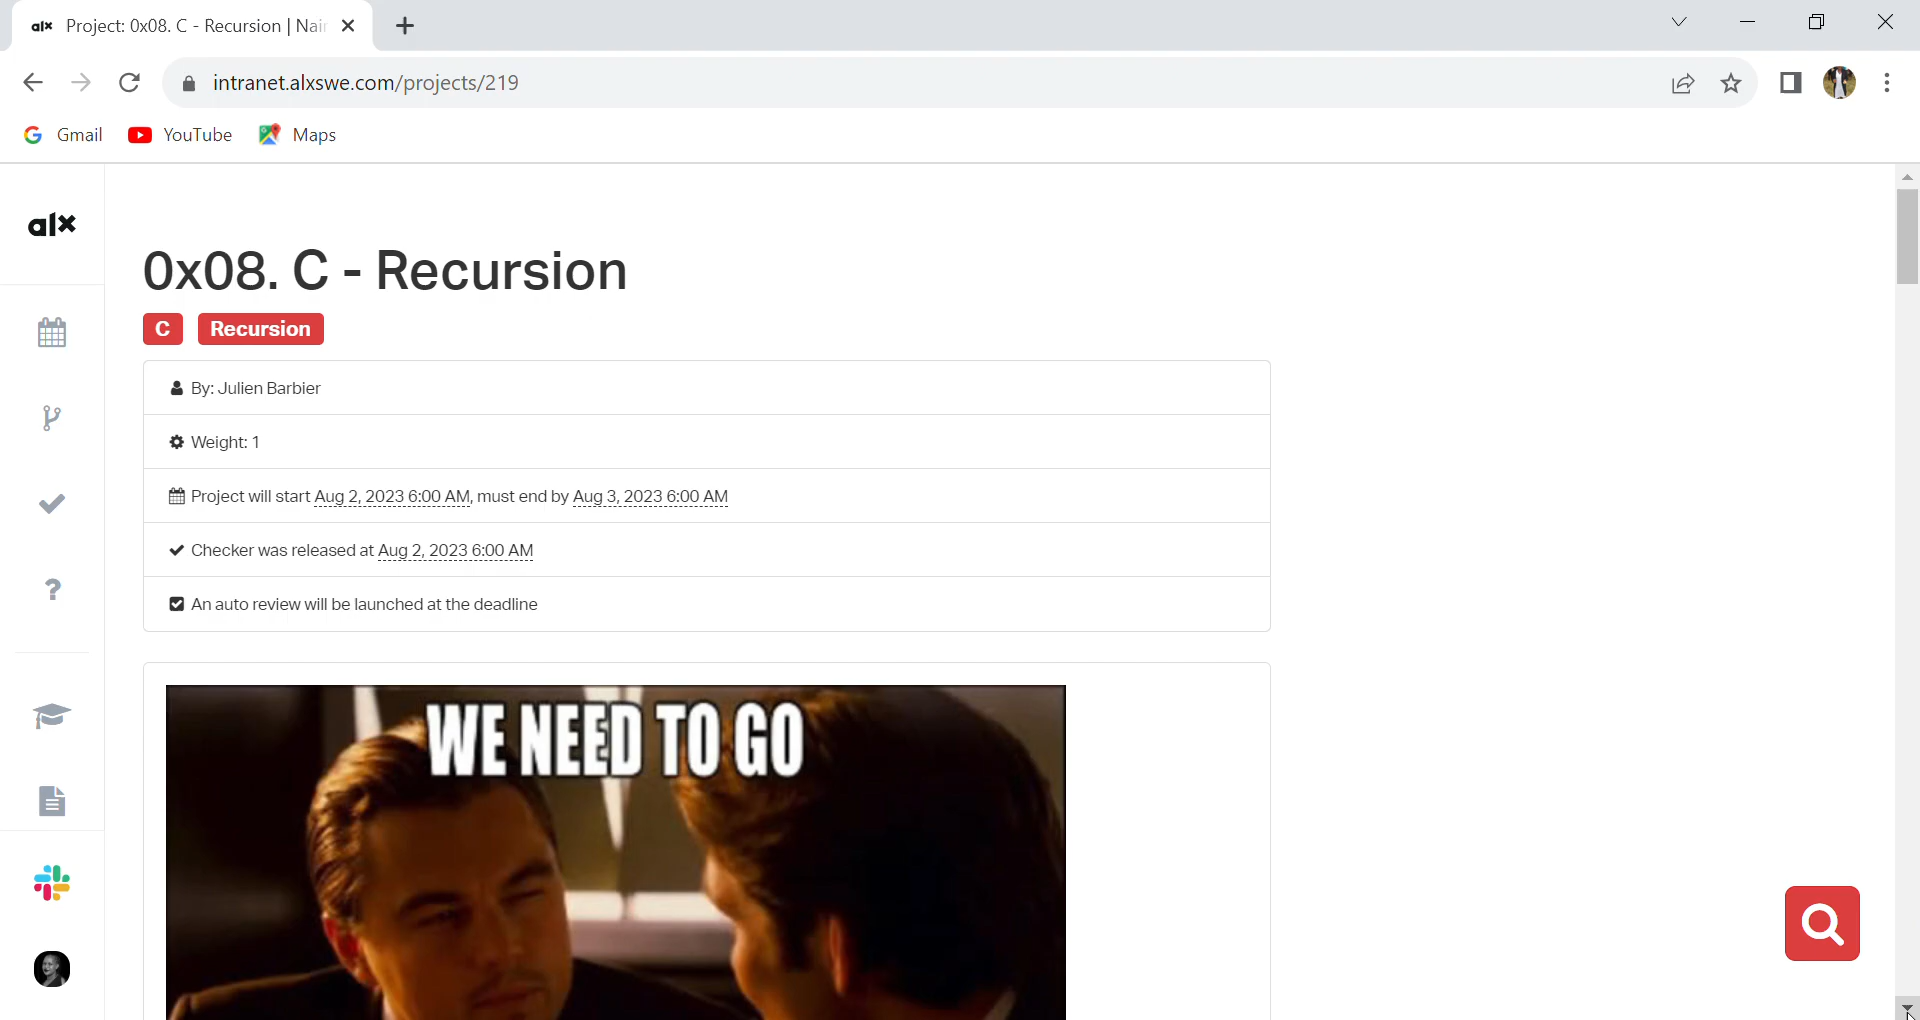 alx Project: 0x08. C - Recursion | Nai
intranet.alxswe.com/projects/219
Gmail YouTube Maps
alx
0x08. C - Recursion
C Recursion
By: Julien Barbier
Weight: 1
Project will start Aug 2, 2023 6:00 AM, must end by Aug 3, 2023 6:00 AM
Checker was released at Aug 2, 2023 6:00 AM
An auto review will be launched at the deadline
WE NEED TO GO